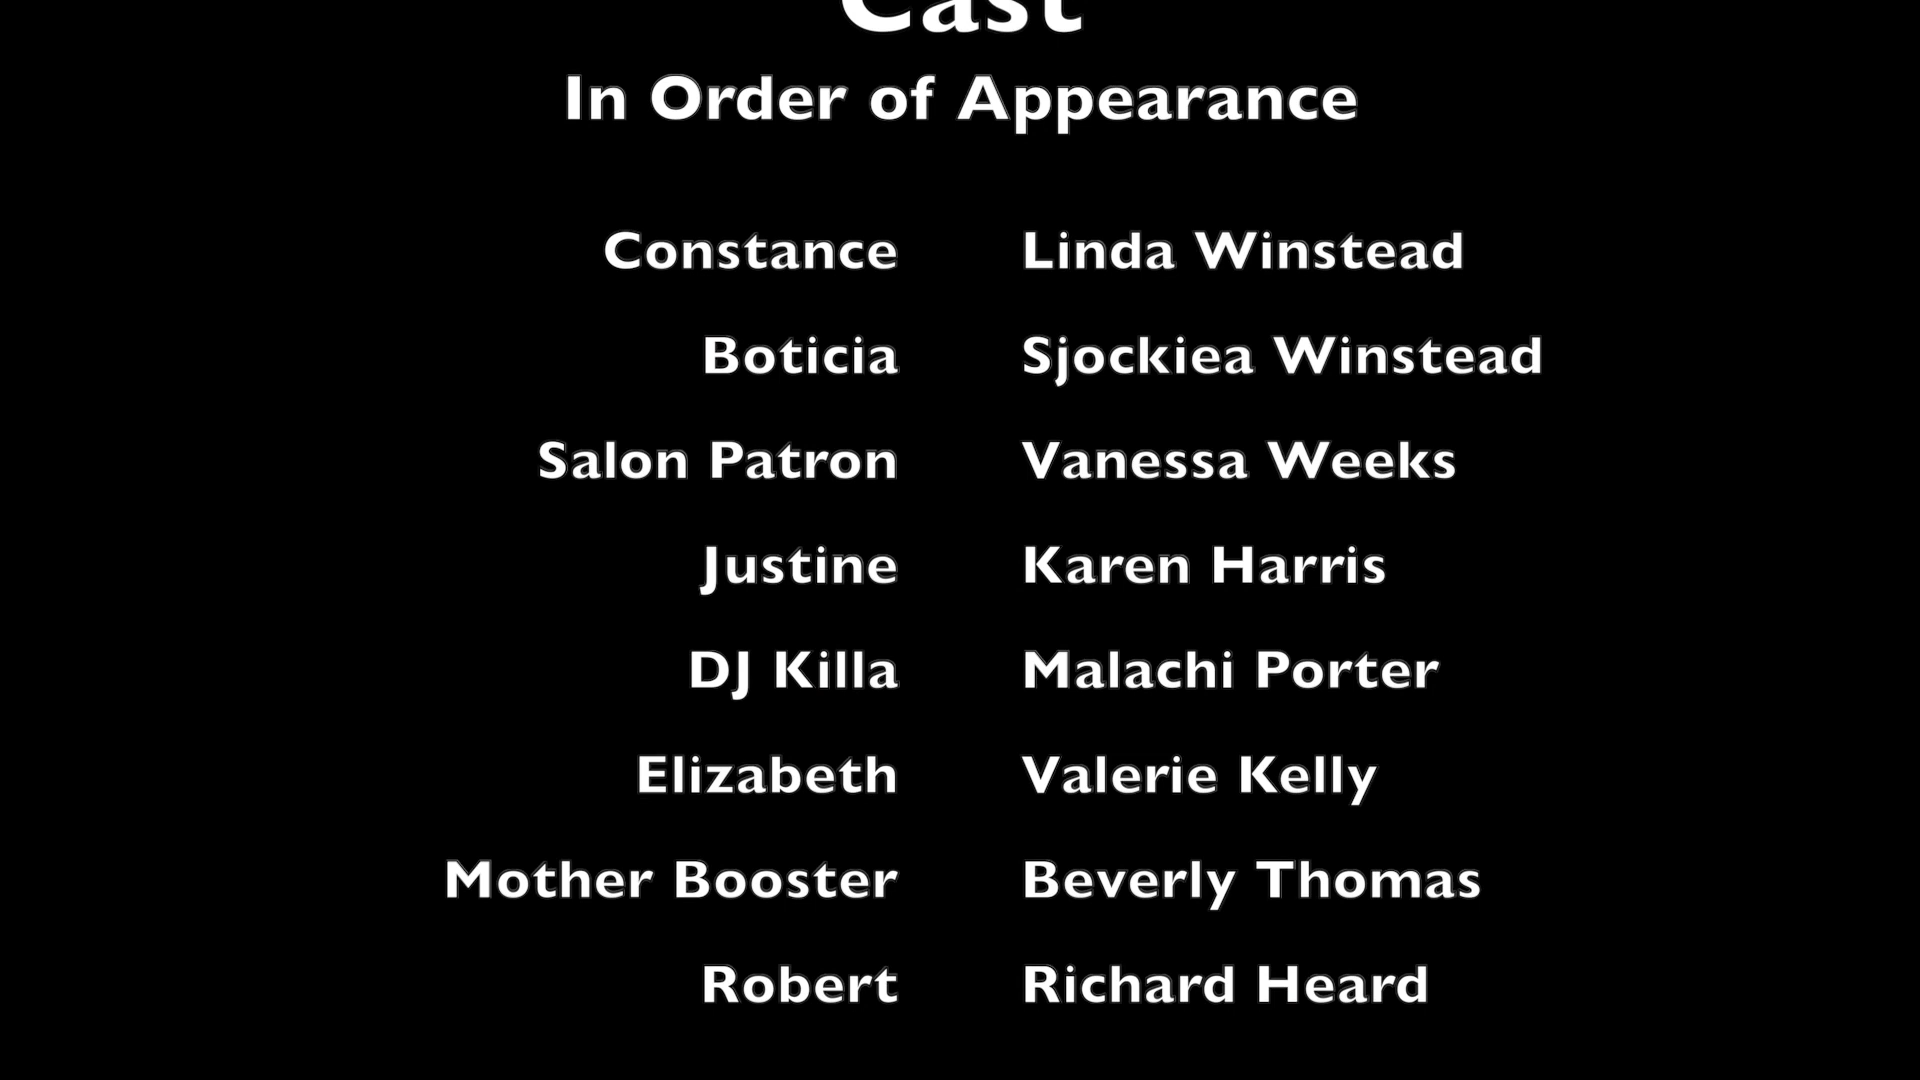 Cast
In Order of Appearance
Constance Linda Winstead
Boticia Sjockiea Winstead
Salon Patron Vanessa Weeks
Justine Karen Harris
DJ Killa Malachi Porter
Elizabeth Valerie Kelly
Mother Booster Beverly Thomas
Robert Richard Heard